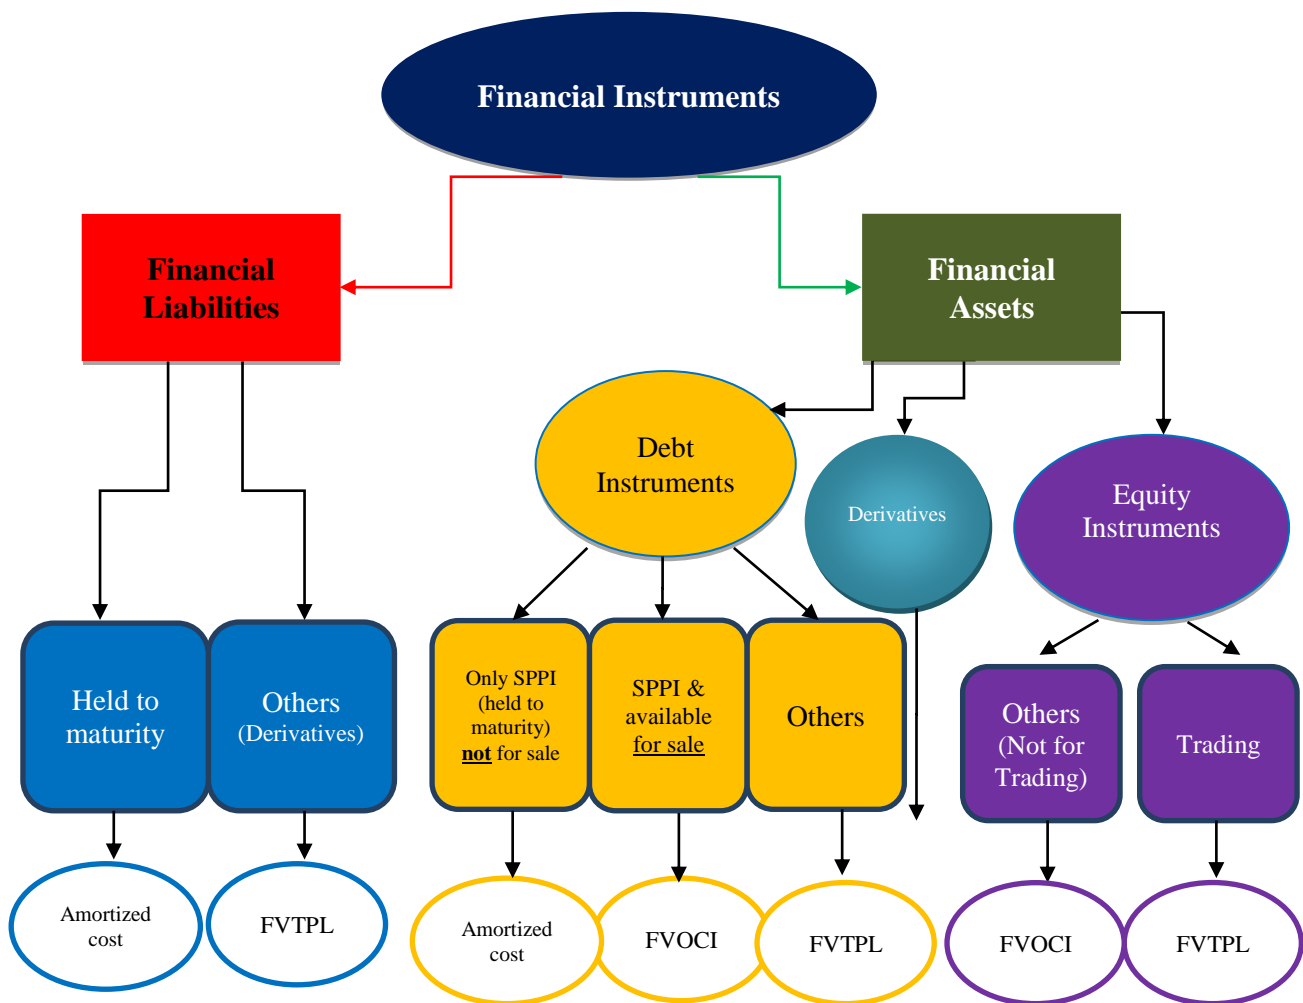 Financial Instruments
Financial
Liabilities
Financial
Assets
Debt
Instruments
Derivatives
Equity
Instruments
Held to
maturity
Others
(Derivatives)
Only SPPI
(held to
maturity)
not for sale
SPPI &
available
for sale
Others
Others
(Not for
Trading)
Trading
Amortized
cost
FVTPL
Amortized
cost
FVOCI
FVTPL
FVOCI
FVTPL